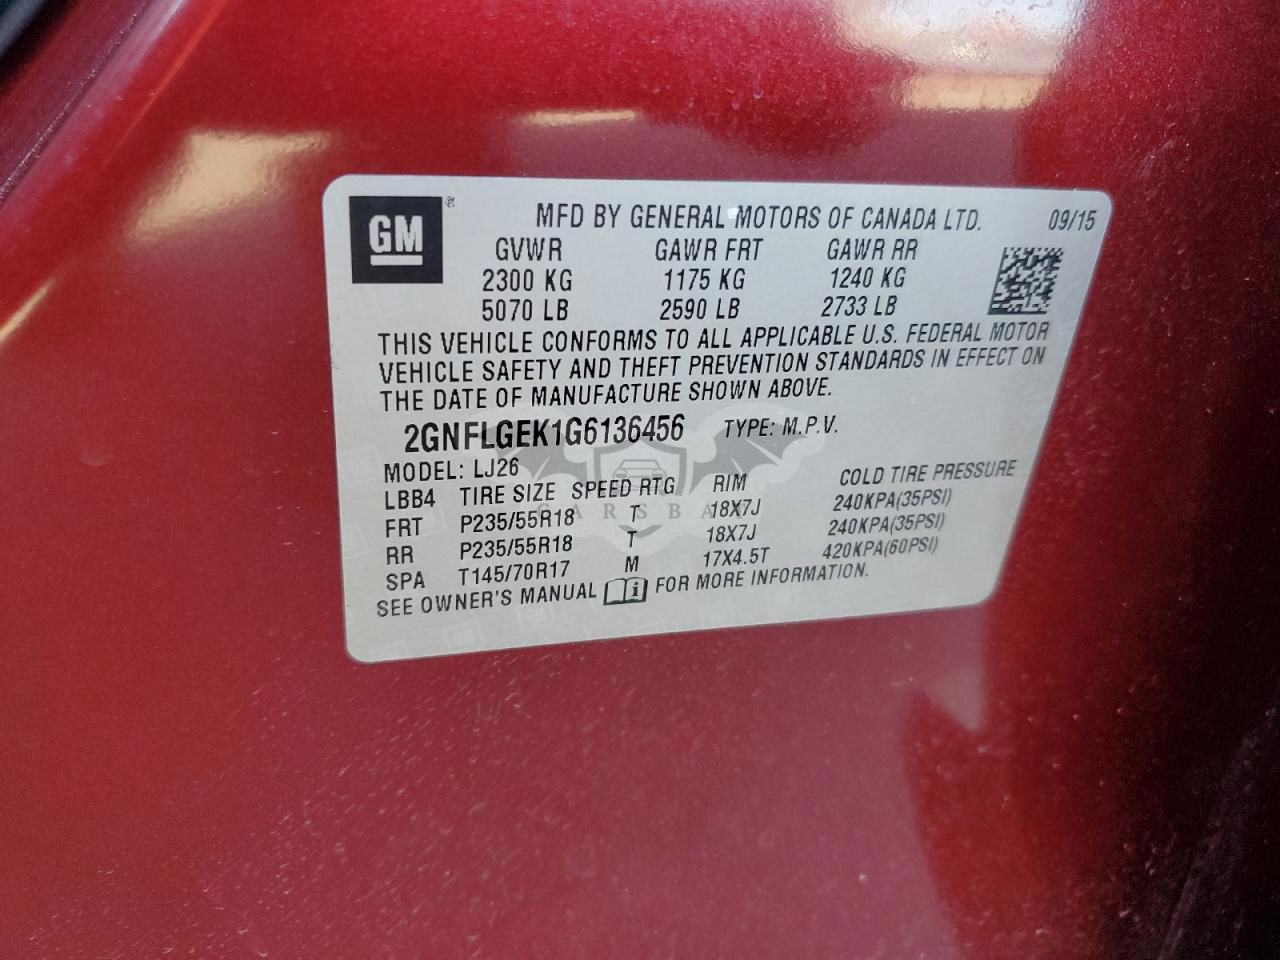 GM ®
MFD BY GENERAL MOTORS OF CANADA LTD. 09/15
GVWR GAWR FRT GAWR RR
2300 KG 1175 KG 1240 KG
5070 LB 2590 LB 2733 LB
THIS VEHICLE CONFORMS TO ALL APPLICABLE U.S. FEDERAL MOTOR
VEHICLE SAFETY AND THEFT PREVENTION STANDARDS IN EFFECT ON
THE DATE OF MANUFACTURE SHOWN ABOVE.
2GNFLGEK1G6136456 TYPE: M.P.V.
MODEL: LJ26
LBB4 TIRE SIZE SPEED RTG RIM COLD TIRE PRESSURE
FRT P235/55R18 T 18X7J 240KPA(35PSI)
RR P235/55R18 T 18X7J 240KPA(35PSI)
SPA T145/70R17 M 17X4.5T 420KPA(60PSI)
SEE OWNER'S MANUAL i FOR MORE INFORMATION.
CARSBAT